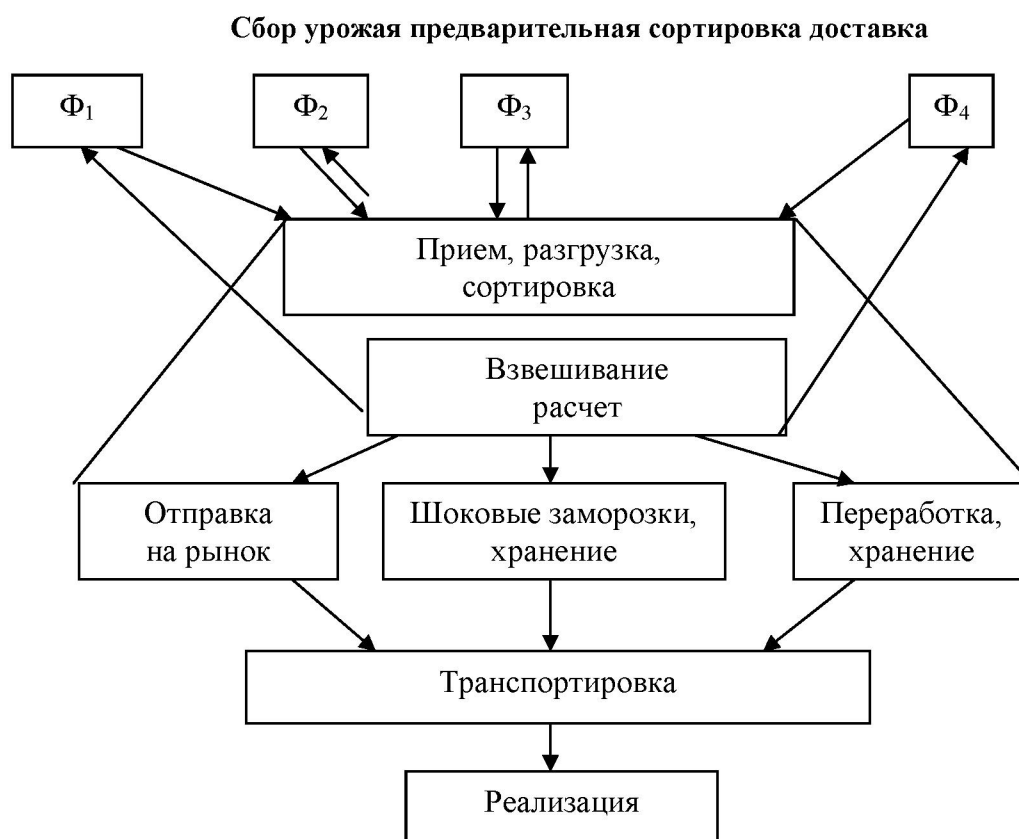 Сбор урожая предварительная сортировка доставка
Ф₁
Ф₂
Ф₃
Ф₄
Прием, разгрузка,
сортировка
Взвешивание
расчет
Отправка
на рынок
Шоковые заморозки,
хранение
Переработка,
хранение
Транспортировка
Реализация